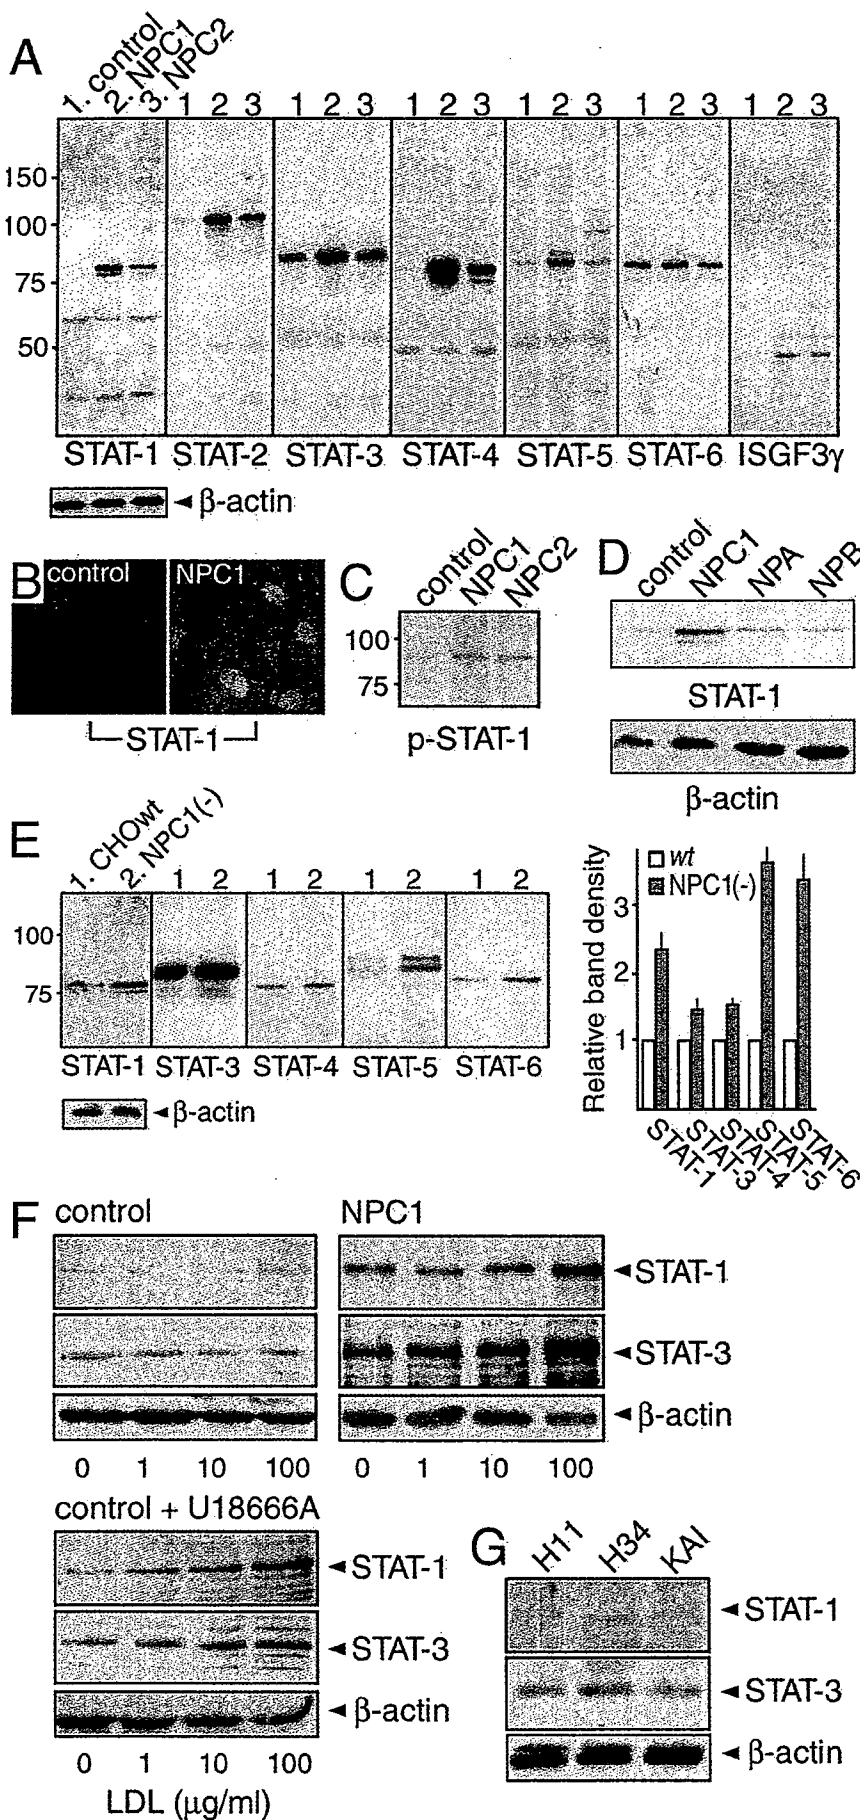 A
1. control
2. NPC1
3. NPC2
1 2 3 1 2 3 1 2 3 1 2 3 1 2 3 1 2 3
150
100
75
50
STAT-1 STAT-2 STAT-3 STAT-4 STAT-5 STAT-6 ISGF3γ
◄ β-actin
B control NPC1
STAT-1
C control NPC1 NPC2
100
75
p-STAT-1
D control NPC1 NPA NPB
STAT-1
β-actin
E
1. CHOwt
2. NPC1(-)
1 2 1 2 1 2 1 2
100
75
STAT-1 STAT-3 STAT-4 STAT-5 STAT-6
◄ β-actin
Relative band density
wt
NPC1(-)
3
2
1
STAT-1 STAT-3 STAT-4 STAT-5 STAT-6
F control NPC1
◄ STAT-1
◄ STAT-3
◄ β-actin
0 1 10 100 0 1 10 100
control + U18666A
◄ STAT-1
◄ STAT-3
◄ β-actin
0 1 10 100
LDL (μg/ml)
G H11 H34 KAI
◄ STAT-1
◄ STAT-3
◄ β-actin